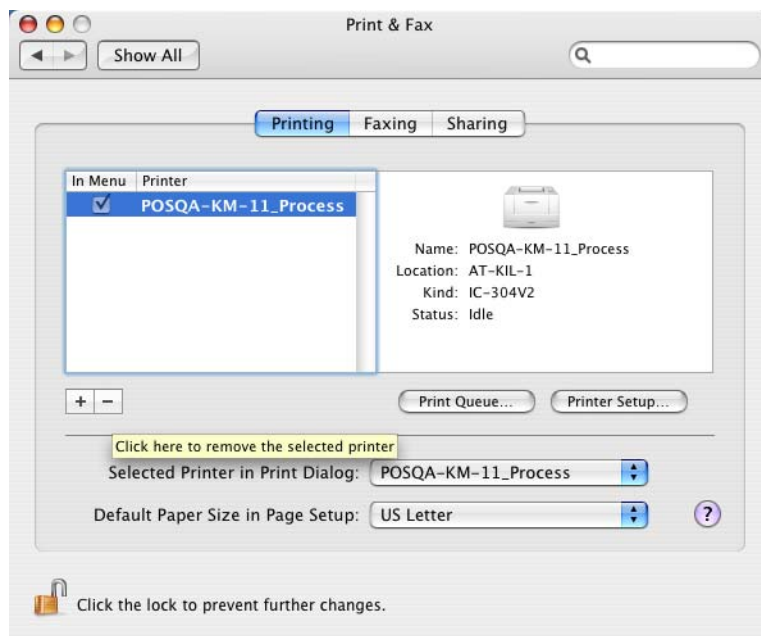 Print & Fax
Show All
Printing Faxing Sharing
In Menu Printer
POSQA-KM-11_Process
Name: POSQA-KM-11_Process
Location: AT-KIL-1
Kind: IC-304V2
Status: Idle
+ −
Print Queue... Printer Setup...
Click here to remove the selected printer
Selected Printer in Print Dialog: POSQA-KM-11_Process
Default Paper Size in Page Setup: US Letter ?
Click the lock to prevent further changes.